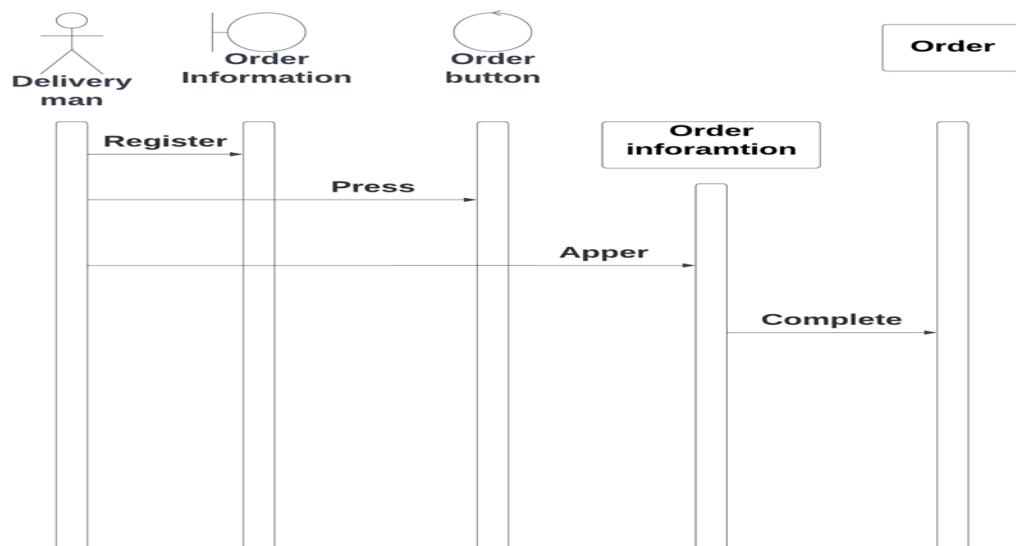 Delivery
man
Order
Information
Order
button
Order
inforamtion
Order
Register
Press
Apper
Complete